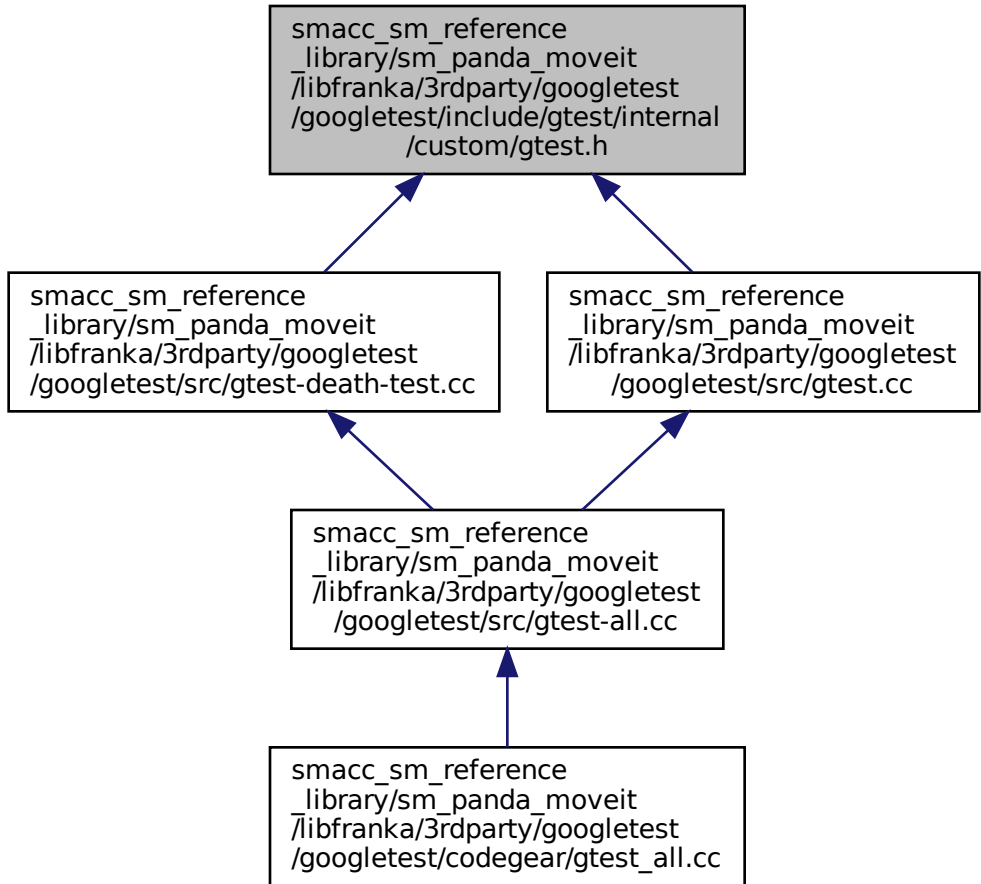 smacc_sm_reference
_library/sm_panda_moveit
/libfranka/3rdparty/googletest
/googletest/include/gtest/internal
/custom/gtest.h
smacc_sm_reference
_library/sm_panda_moveit
/libfranka/3rdparty/googletest
/googletest/src/gtest-death-test.cc
smacc_sm_reference
_library/sm_panda_moveit
/libfranka/3rdparty/googletest
/googletest/src/gtest.cc
smacc_sm_reference
_library/sm_panda_moveit
/libfranka/3rdparty/googletest
/googletest/src/gtest-all.cc
smacc_sm_reference
_library/sm_panda_moveit
/libfranka/3rdparty/googletest
/googletest/codegear/gtest_all.cc